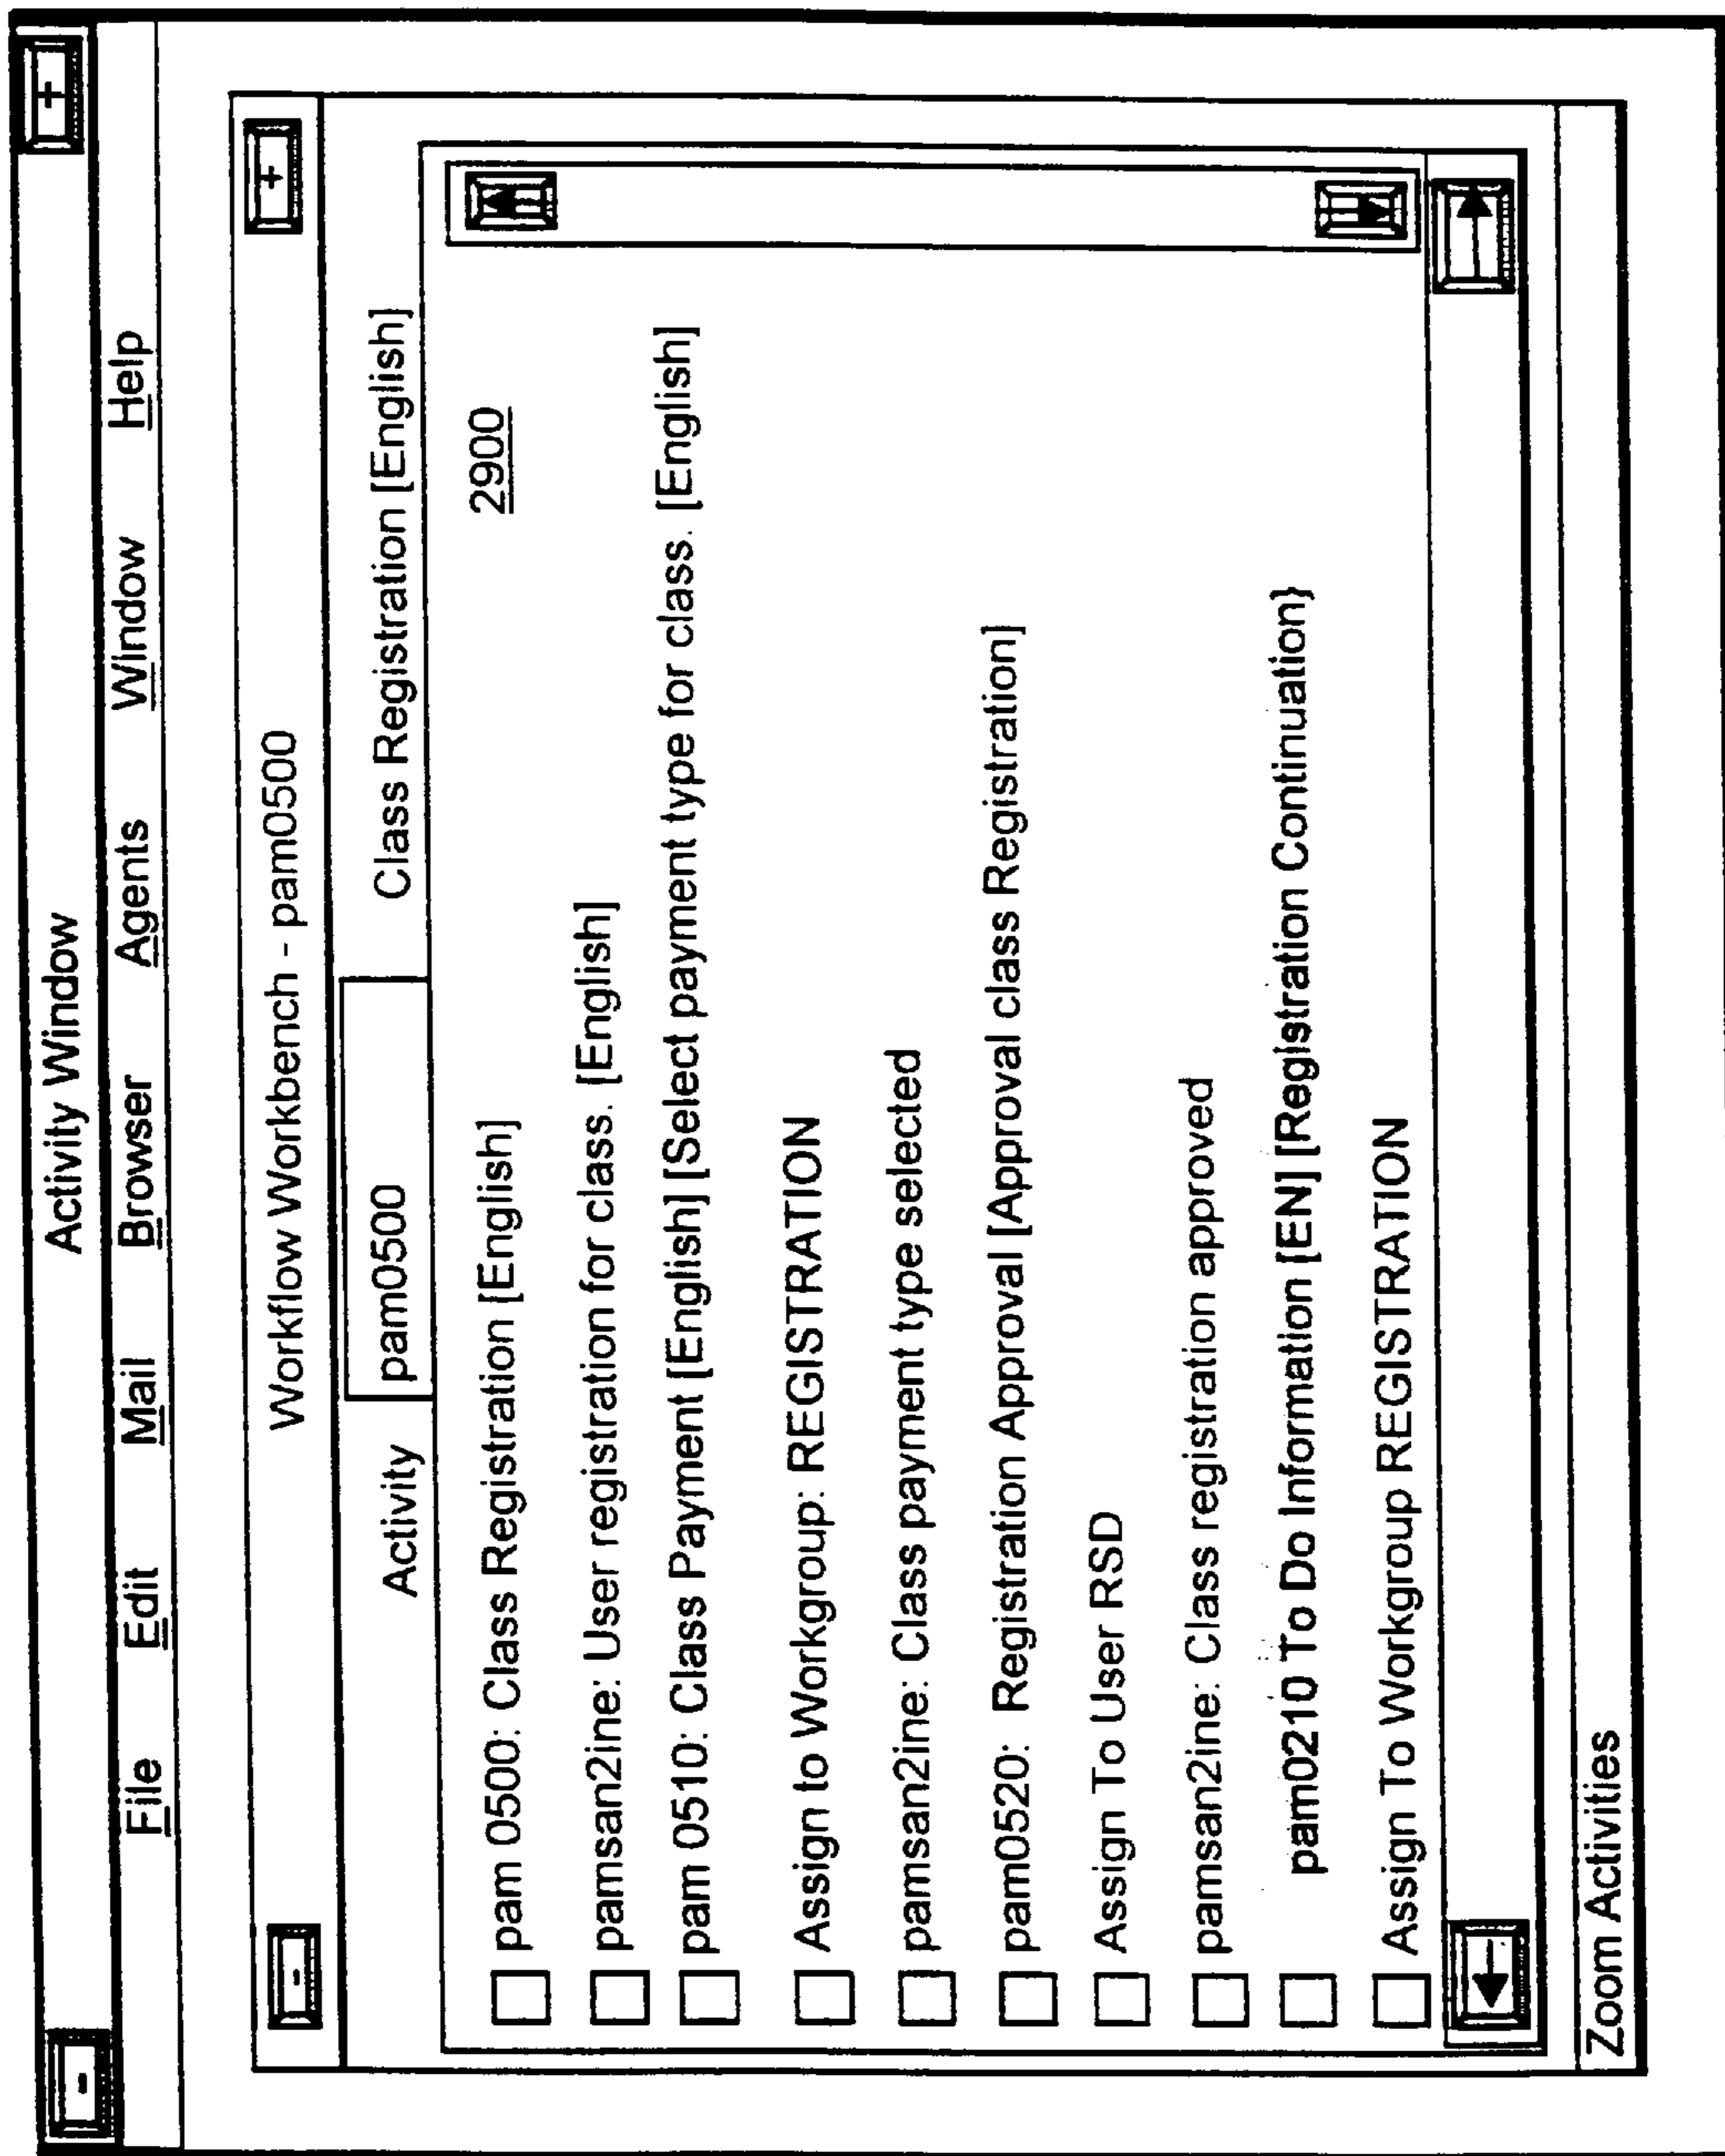 Activity Window
File Edit Mail Browser Agents Window Help
Workflow Workbench - pam0500
Activity pam0500 Class Registration [English]
2900
pam 0500: Class Registration [English]
pamsan2ine: User registration for class. [English]
pam 0510: Class Payment [English] [Select payment type for class. [English]
Assign to Workgroup: REGISTRATION
pamsan2ine: Class payment type selected
pam0520: Registration Approval [Approval class Registration]
Assign To User RSD
pamsan2ine: Class registration approved
pam0210 To Do Information [EN] [Registration Continuation}
Assign To Workgroup REGISTRATION
Zoom Activities